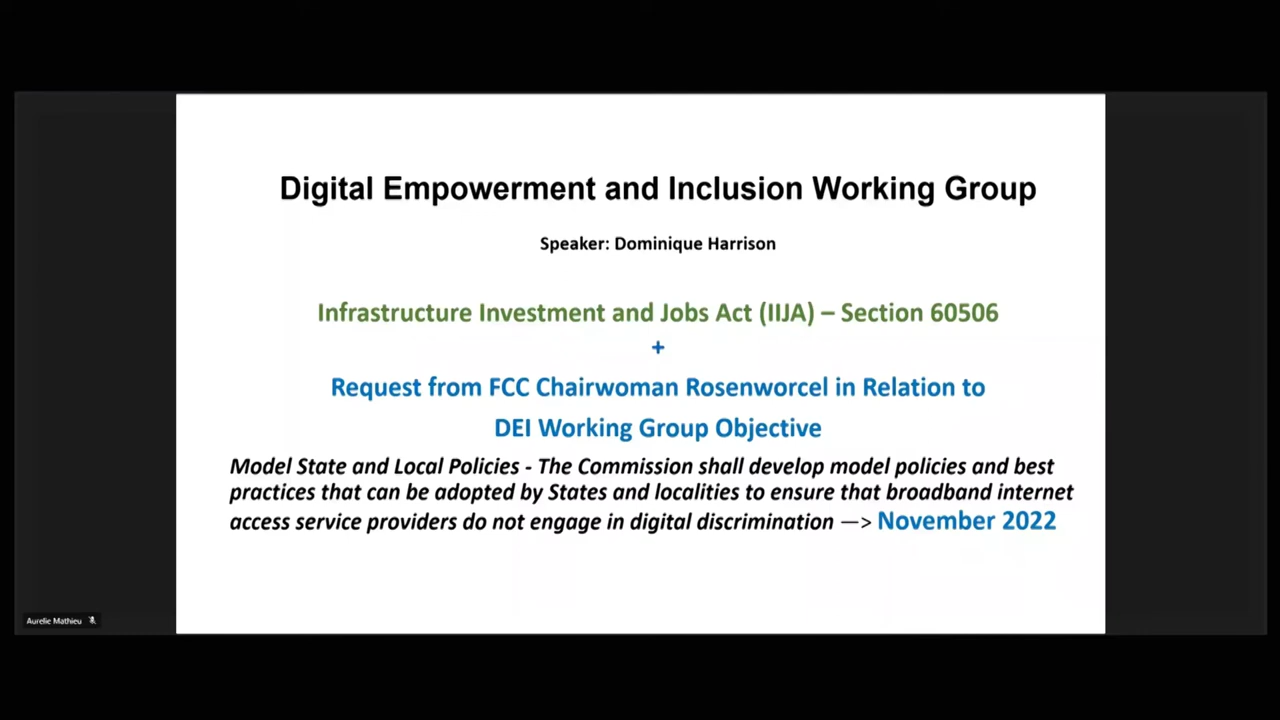 Digital Empowerment and Inclusion Working Group
Speaker: Dominique Harrison
Infrastructure Investment and Jobs Act (IIJA) – Section 60506
+
Request from FCC Chairwoman Rosenworcel in Relation to
DEI Working Group Objective
Model State and Local Policies - The Commission shall develop model policies and best
practices that can be adopted by States and localities to ensure that broadband internet
access service providers do not engage in digital discrimination —> November 2022
Aurelie Mathieu